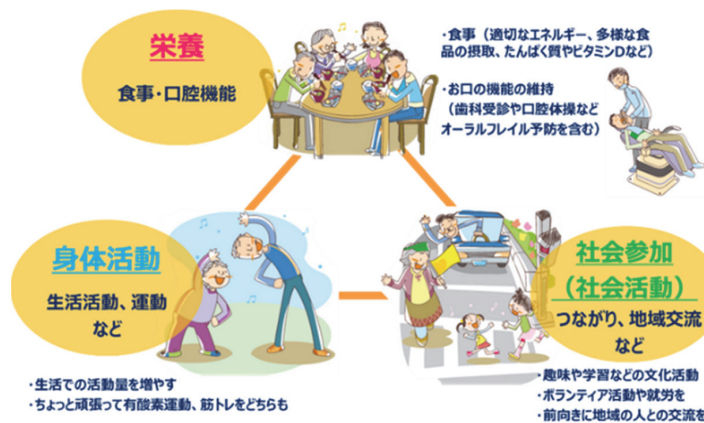 栄養
食事・口腔機能
・食事（適切なエネルギー、多様な食
品の摂取、たんぱく質やビタミンDなど）
・お口の機能の維持
（歯科受診や口腔体操など
オーラルフレイル予防を含む）
身体活動
生活活動、運動
など
・生活での活動量を増やす
・ちょっと頑張って有酸素運動、筋トレをどちらも
社会参加
（社会活動）
つながり、地域交流
など
・趣味や学習などの文化活動
・ボランティア活動や就労を
・前向きに地域の人との交流を